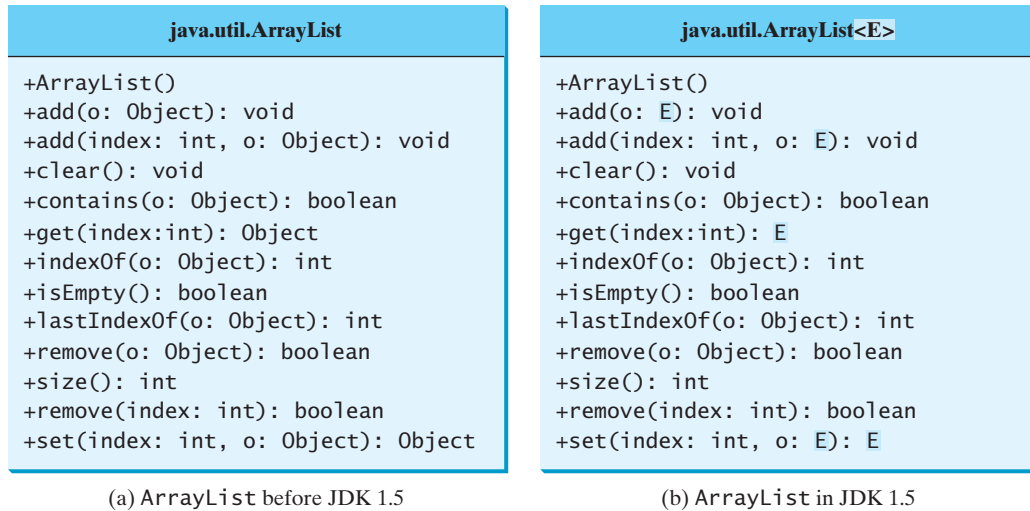 java.util.ArrayList
+ArrayList()
+add(o: Object): void
+add(index: int, o: Object): void
+clear(): void
+contains(o: Object): boolean
+get(index:int): Object
+indexOf(o: Object): int
+isEmpty(): boolean
+lastIndexOf(o: Object): int
+remove(o: Object): boolean
+size(): int
+remove(index: int): boolean
+set(index: int, o: Object): Object
(a) ArrayList before JDK 1.5
java.util.ArrayList<E>
+ArrayList()
+add(o: E): void
+add(index: int, o: E): void
+clear(): void
+contains(o: Object): boolean
+get(index:int): E
+indexOf(o: Object): int
+isEmpty(): boolean
+lastIndexOf(o: Object): int
+remove(o: Object): boolean
+size(): int
+remove(index: int): boolean
+set(index: int, o: E): E
(b) ArrayList in JDK 1.5